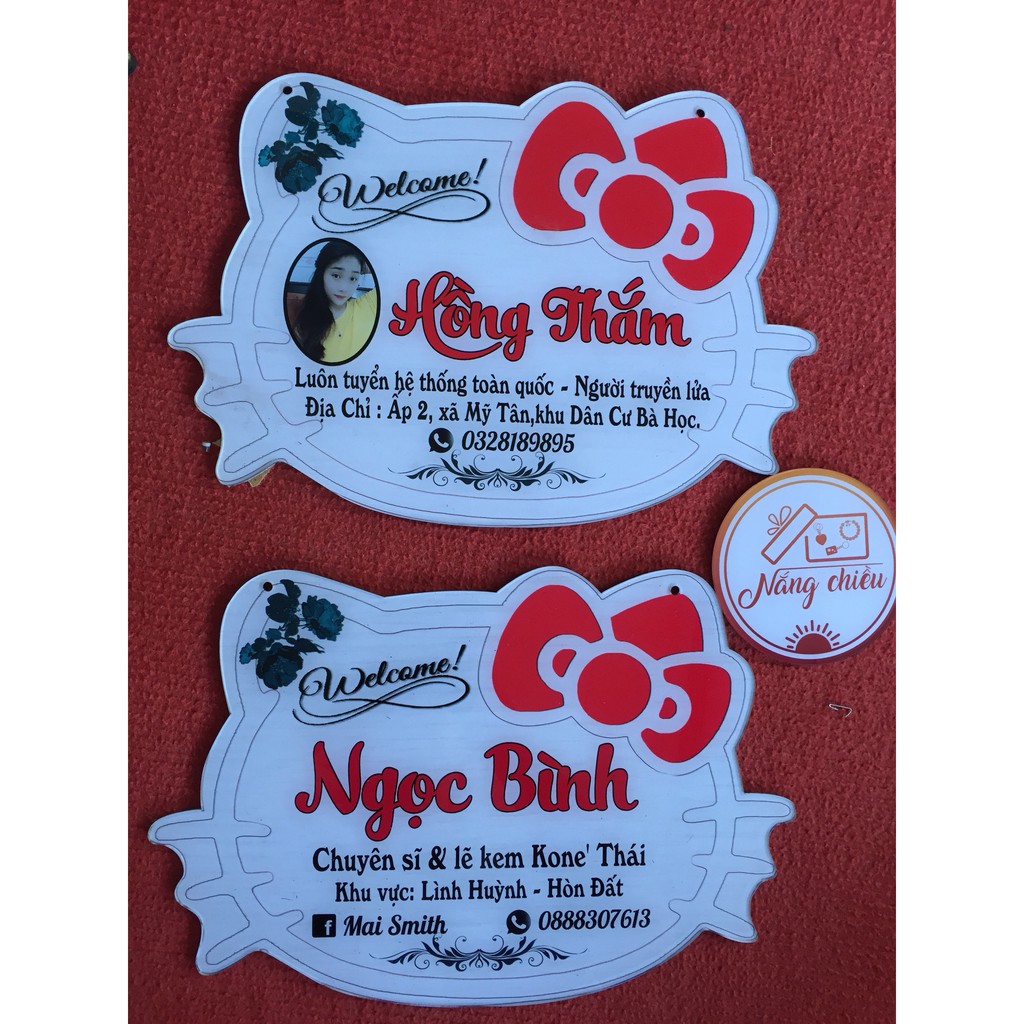 Welcome!
Hồng Thắm
Luôn tuyển hệ thống toàn quốc - Người truyền lửa
Địa Chỉ : Ấp 2, xã Mỹ Tân,khu Dân Cư Bà Học.
0328189895
Nắng chiều
Welcome!
Ngọc Bình
Chuyên sĩ & lẽ kem Kone' Thái
Khu vực: Lình Huỳnh - Hòn Đất
f Mai Smith 0888307613